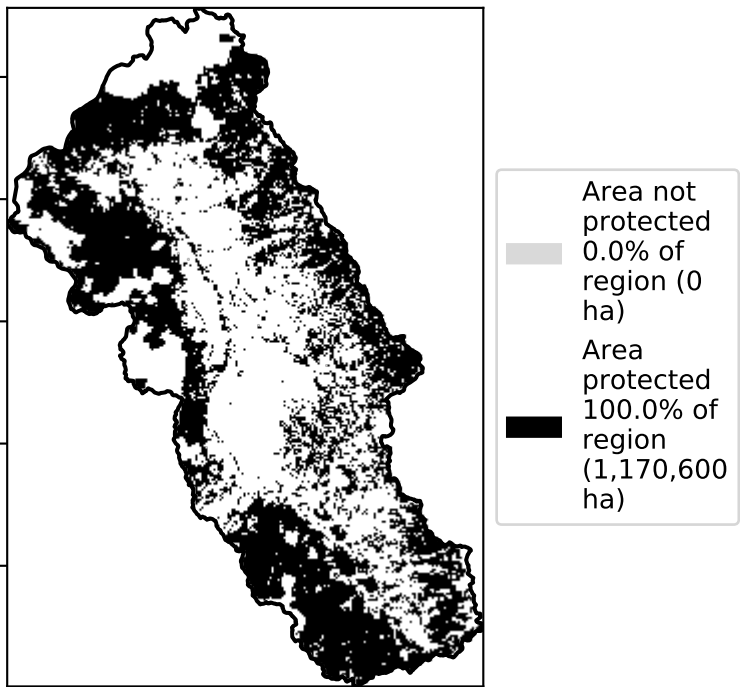 Area not
protected
0.0% of
region (0
ha)
Area
protected
100.0% of
region
(1,170,600
ha)